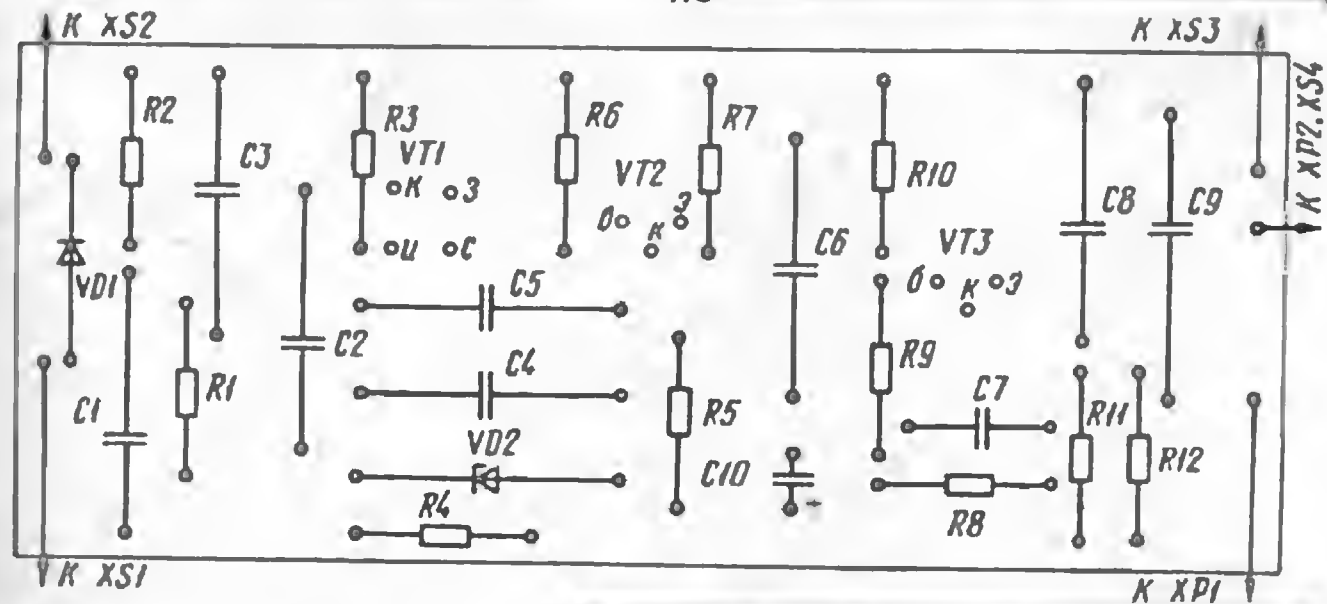 К XS2
К XS3
К XP2, XS4
R2
C3
R3
R6
R7
VT1
К
З
VT2
R10
б
К
Э
C8
C9
И
С
C6
VT3
VD1
C5
б
К
Э
C2
R9
C4
R1
C7
C1
R5
R11
VD2
R12
C10
+
R4
R8
К XS1
К XP1